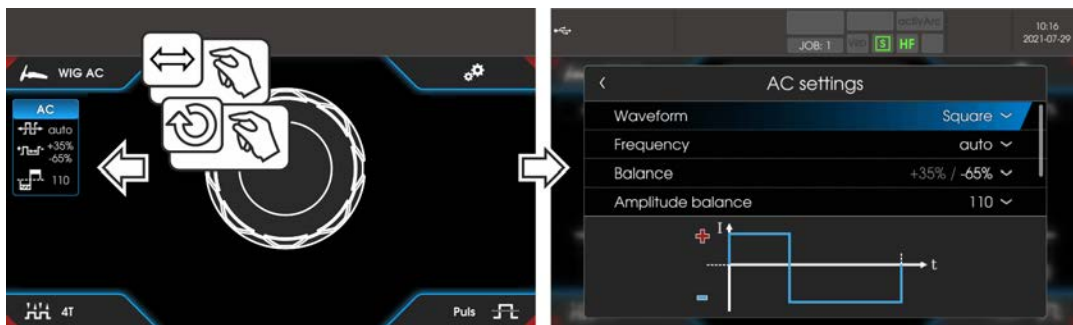 WIG AC
AC
auto
+35%
-65%
110
4T
Puls
activArc
JOB: 1
VRD
S
HF
10:16
2021-07-29
AC settings
Waveform Square
Frequency auto
Balance +35% / -65%
Amplitude balance 110
+ I
t
-